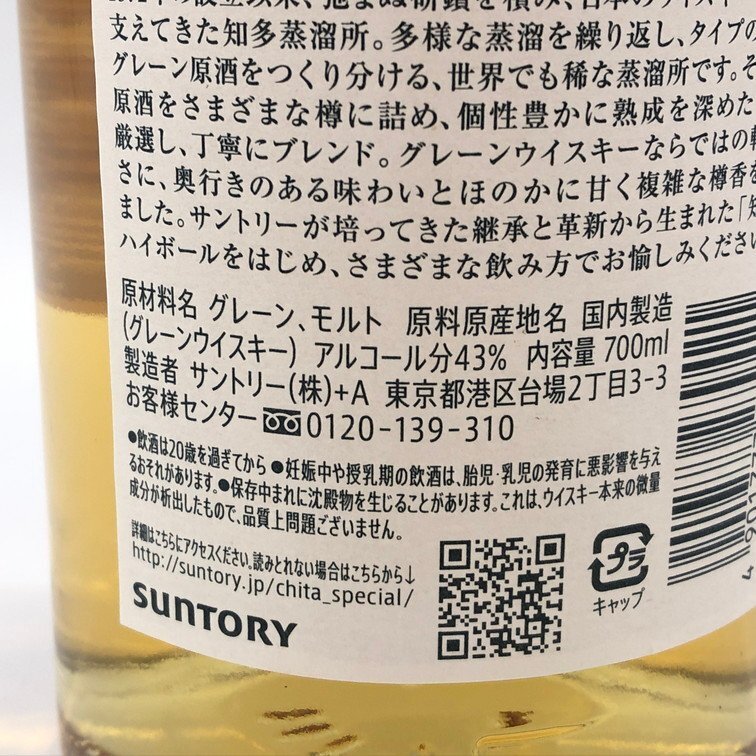 支えてきた知多蒸溜所。多様な蒸溜を繰り返し、タイプの
グレーン原酒をつくり分ける、世界でも稀な蒸溜所です。そ
原酒をさまざまな樽に詰め、個性豊かに熟成を深めた
厳選し、丁寧にブレンド。グレーンウイスキーならではの軽
さに、奥行きのある味わいとほのかに甘く複雑な樽香を
ました。サントリーが培ってきた継承と革新から生まれた「知
ハイボールをはじめ、さまざまな飲み方でお愉しみください
原材料名 グレーン、モルト 原料原産地名 国内製造
(グレーンウイスキー) アルコール分43% 内容量 700ml
製造者 サントリー(株)+A 東京都港区台場2丁目3-3
お客様センター 0120-139-310
●飲酒は20歳を過ぎてから ●妊娠中や授乳期の飲酒は、胎児・乳児の発育に悪影響を与え
るおそれがあります。●保存中まれに沈殿物を生じることがあります。これは、ウイスキー本来の微量
成分が析出したもので、品質上問題ございません。
詳細はこちらにアクセスください。読みとれない場合はこちらから↓
http://suntory.jp/chita_special/
SUNTORY
プラ
キャップ